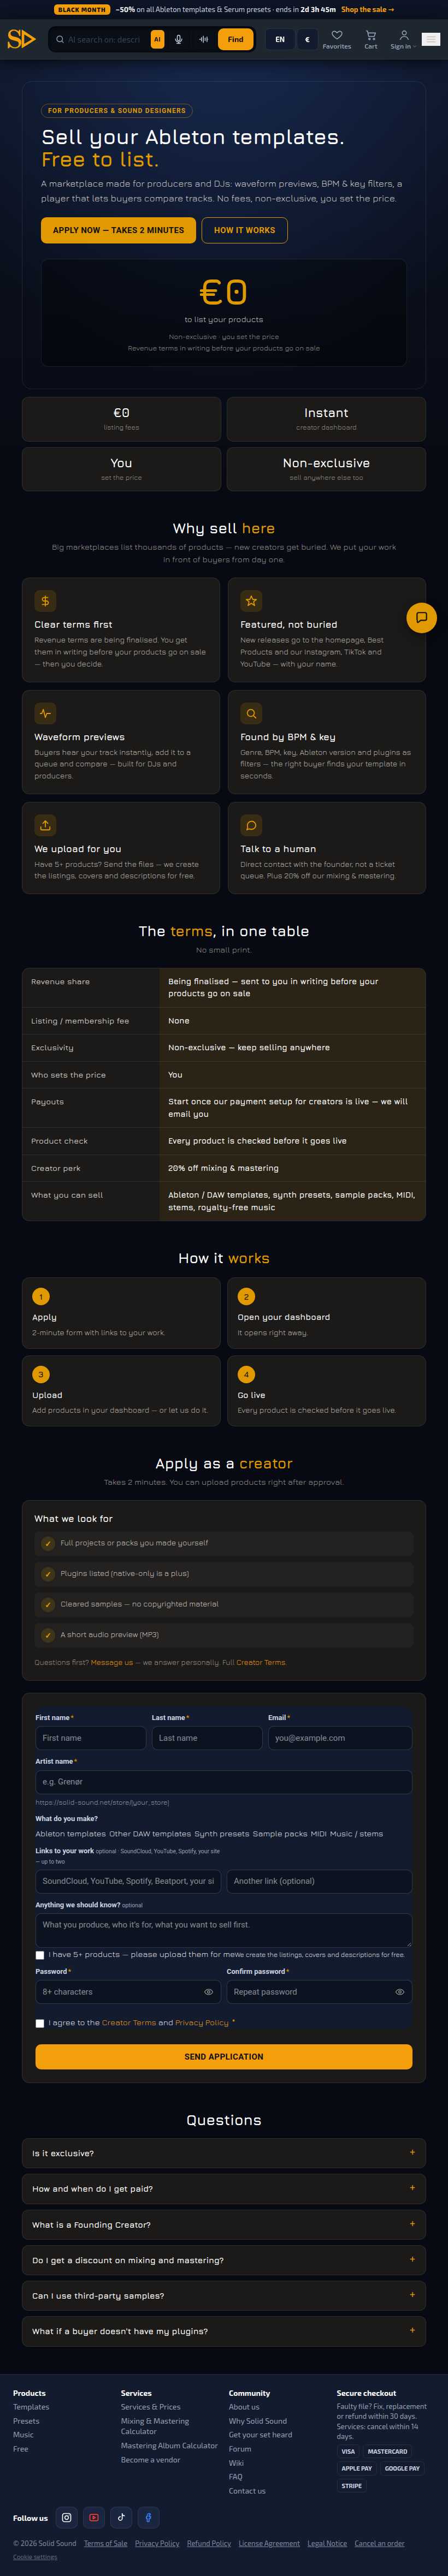 BLACK MONTH −50% on all Ableton templates & Serum presets · ends in 2d 3h 45m Shop the sale →
AI search on: descri AI Find EN € Favorites Cart Sign in
FOR PRODUCERS & SOUND DESIGNERS
Sell your Ableton templates.
Free to list.
A marketplace made for producers and DJs: waveform previews, BPM & key filters, a
player that lets buyers compare tracks. No fees, non-exclusive, you set the price.
APPLY NOW — TAKES 2 MINUTES HOW IT WORKS
€0
to list your products
Non-exclusive · you set the price
Revenue terms in writing before your products go on sale
€0
listing fees
Instant
creator dashboard
You
set the price
Non-exclusive
sell anywhere else too
Why sell here
Big marketplaces list thousands of products — new creators get buried. We put your work
in front of buyers from day one.
Clear terms first
Revenue terms are being finalised. You get
them in writing before your products go on sale
— then you decide.
Featured, not buried
New releases go to the homepage, Best
Products and our Instagram, TikTok and
YouTube — with your name.
Waveform previews
Buyers hear your track instantly, add it to a
queue and compare — built for DJs and
producers.
Found by BPM & key
Genre, BPM, key, Ableton version and plugins as
filters — the right buyer finds your template in
seconds.
We upload for you
Have 5+ products? Send the files — we create
the listings, covers and descriptions for free.
Talk to a human
Direct contact with the founder, not a ticket
queue. Plus 20% off our mixing & mastering.
The terms, in one table
No small print.
Revenue share Being finalised — sent to you in writing before your
products go on sale
Listing / membership fee None
Exclusivity Non-exclusive — keep selling anywhere
Who sets the price You
Payouts Start once our payment setup for creators is live — we will
email you
Product check Every product is checked before it goes live
Creator perk 20% off mixing & mastering
What you can sell Ableton / DAW templates, synth presets, sample packs, MIDI,
stems, royalty-free music
How it works
1
Apply
2-minute form with links to your work.
2
Open your dashboard
It opens right away.
3
Upload
Add products in your dashboard — or let us do it.
4
Go live
Every product is checked before it goes live.
Apply as a creator
Takes 2 minutes. You can upload products right after approval.
What we look for
✓ Full projects or packs you made yourself
✓ Plugins listed (native-only is a plus)
✓ Cleared samples — no copyrighted material
✓ A short audio preview (MP3)
Questions first? Message us — we answer personally. Full Creator Terms.
First name * Last name * Email *
First name Last name you@example.com
Artist name *
e.g. Grenør
https://solid-sound.net/store/your_store/
What do you make?
Ableton templates Other DAW templates Synth presets Sample packs MIDI Music / stems
Links to your work optional · SoundCloud, YouTube, Spotify, your site
— up to two
SoundCloud, YouTube, Spotify, Beatport, your si Another link (optional)
Anything we should know? optional
What you produce, who it's for, what you want to sell first.
I have 5+ products — please upload them for me We create the listings, covers and descriptions for free.
Password * Confirm password *
8+ characters Repeat password
I agree to the Creator Terms and Privacy Policy *
SEND APPLICATION
Questions
Is it exclusive? +
How and when do I get paid? +
What is a Founding Creator? +
Do I get a discount on mixing and mastering? +
Can I use third-party samples? +
What if a buyer doesn't have my plugins? +
Products
Templates
Presets
Music
Free
Services
Services & Prices
Mixing & Mastering
Calculator
Mastering Album Calculator
Become a vendor
Community
About us
Why Solid Sound
Get your seat heard
Forum
Wiki
FAQ
Contact us
Secure checkout
Faulty file? Fix, replacement
or refund within 30 days.
Services: cancel within 14
days.
VISA MASTERCARD
APPLE PAY GOOGLE PAY
STRIPE
Follow us
© 2026 Solid Sound Terms of Sale Privacy Policy Refund Policy License Agreement Legal Notice Cancel an order
Cookie settings